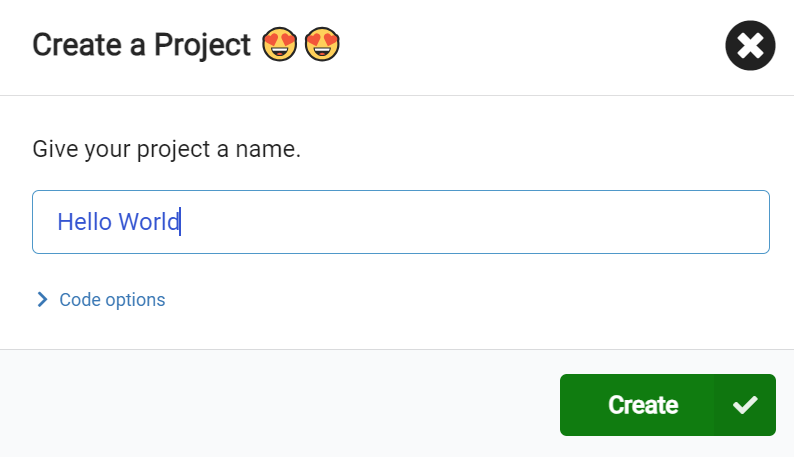 Create a Project 😍😍
Give your project a name.
Hello World
Code options
Create